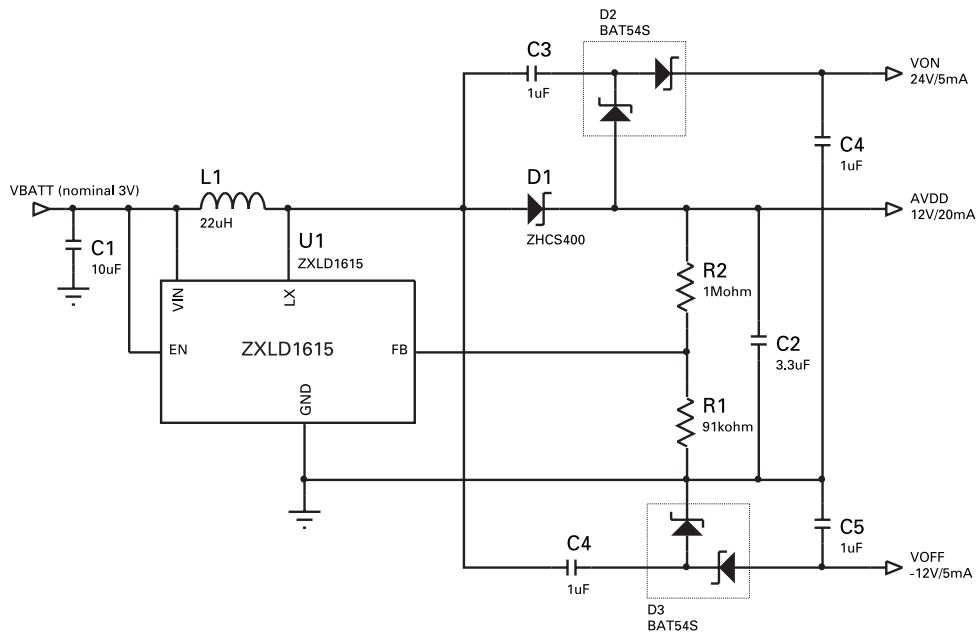 D2
BAT54S
C3
1uF
VON
24V/5mA
C4
1uF
VBATT (nominal 3V)
L1
22uH
D1
ZHCS400
AVDD
12V/20mA
C1
10uF
U1
ZXLD1615
R2
1Mohm
VIN
LX
EN
ZXLD1615
FB
GND
C2
3.3uF
R1
91kohm
C4
1uF
C5
1uF
VOFF
-12V/5mA
D3
BAT54S